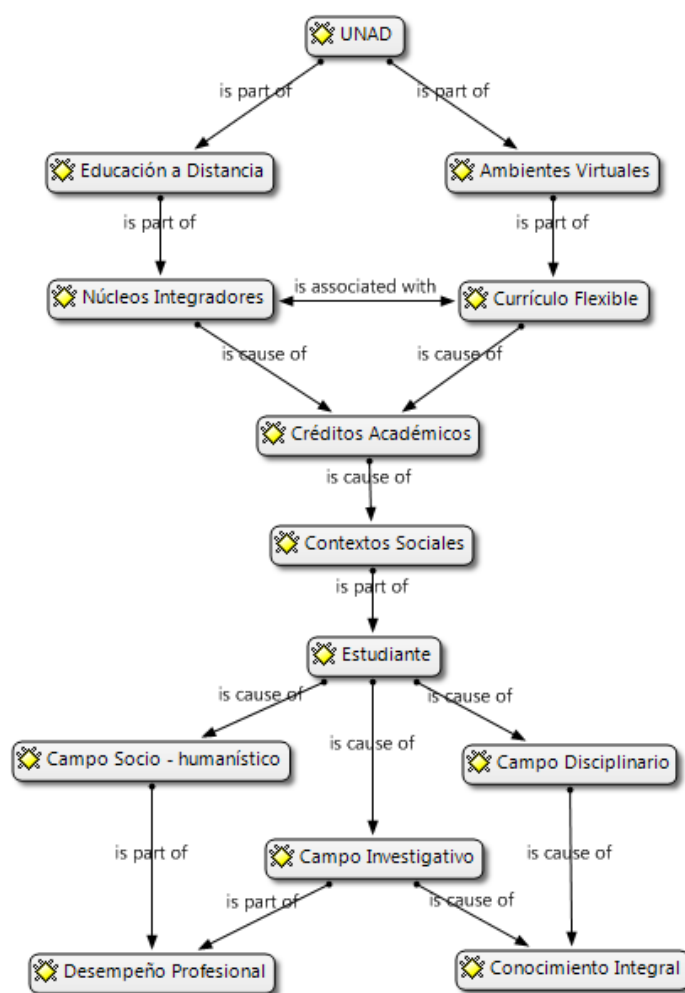 UNAD
is part of
is part of
Educación a Distancia
Ambientes Virtuales
is part of
is part of
Núcleos Integradores
is associated with
Currículo Flexible
is cause of
is cause of
Créditos Académicos
is cause of
Contextos Sociales
is part of
Estudiante
is cause of
is cause of
is cause of
Campo Socio - humanístico
Campo Disciplinario
is part of
Campo Investigativo
is cause of
is part of
is cause of
Desempeño Profesional
Conocimiento Integral